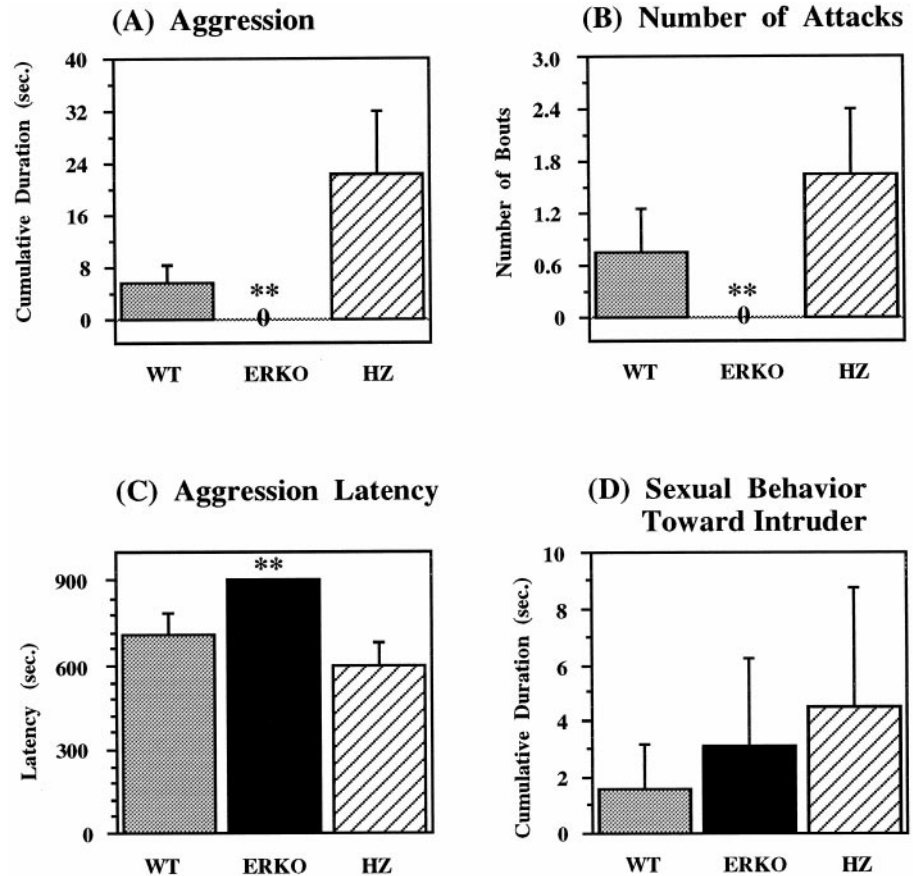 (A) Aggression
Cumulative Duration (sec.)
40
32
24
16
8
0
**
0
WT ERKO HZ
(B) Number of Attacks
Number of Bouts
3.0
2.4
1.8
1.2
0.6
0
**
0
WT ERKO HZ
(C) Aggression Latency
Latency (sec.)
900
600
300
0
**
WT ERKO HZ
(D) Sexual Behavior
Toward Intruder
Cumulative Duration (sec.)
10
8
6
4
2
0
WT ERKO HZ